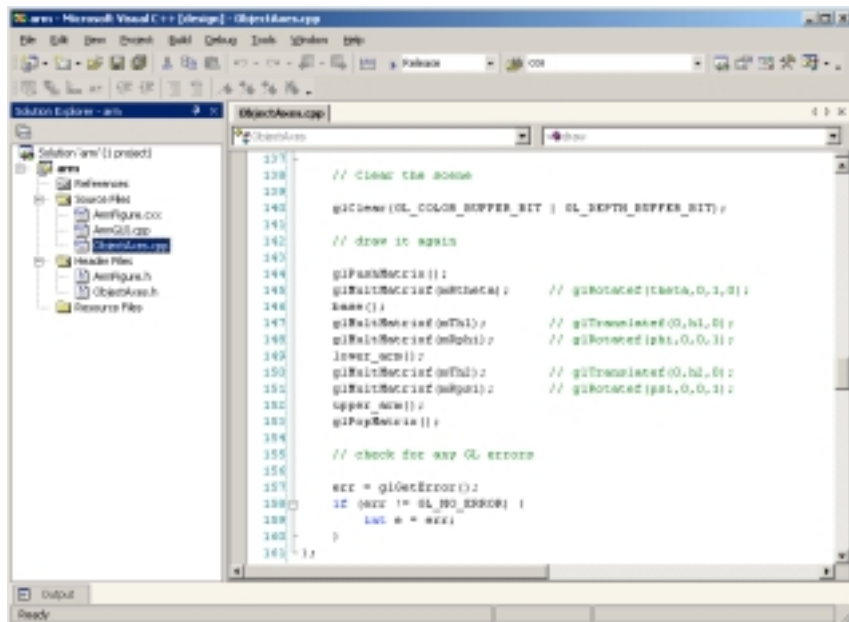 arm - Microsoft Visual C++ [design] - ObjectAxes.cpp
File Edit View Project Build Debug Tools Window Help
Release
Solution Explorer - arm
ObjectAxes.cpp
ObjectAxes
draw
Solution 'arm' (1 project)
arm
References
Source Files
ArmFigure.cxx
ArmGUI.cpp
ObjectAxes.cpp
Header Files
ArmFigure.h
ObjectAxes.h
Resource Files
137
138 // Clear the scene
139
140 glClear(GL_COLOR_BUFFER_BIT | GL_DEPTH_BUFFER_BIT);
141
142 // draw it again
143
144 glPushMatrix();
145 glMultMatrixf(mRtheta); // glRotatef(theta,0,1,0);
146 base();
147 glMultMatrixf(mTh1); // glTranslatef(0,h1,0);
148 glMultMatrixf(mRphi); // glRotatef(phi,0,0,1);
149 lower_arm();
150 glMultMatrixf(mTh2); // glTranslatef(0,h2,0);
151 glMultMatrixf(mRpsi); // glRotatef(psi,0,0,1);
152 upper_arm();
153 glPopMatrix();
154
155 // check for any GL errors
156
157 err = glGetError();
158 if (err != GL_NO_ERROR) {
159 int e = err;
160 }
161 };
Output
Ready